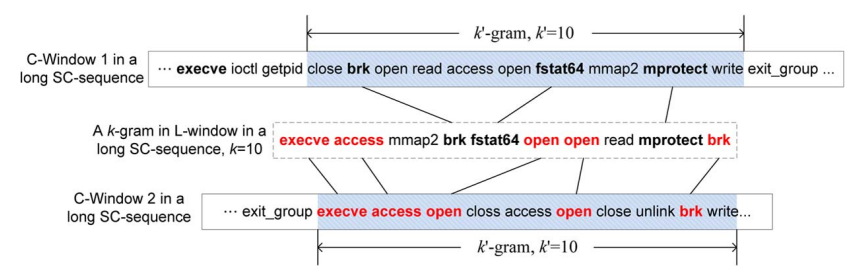 k'-gram, k'=10
C-Window 1 in a
long SC-sequence
··· execve ioctl getpid close brk open read access open fstat64 mmap2 mprotect write exit_group ...
A k-gram in L-window in a
long SC-sequence, k=10
execve access mmap2 brk fstat64 open open read mprotect brk
C-Window 2 in a
long SC-sequence
··· exit_group execve access open closs access open close unlink brk write...
k'-gram, k'=10